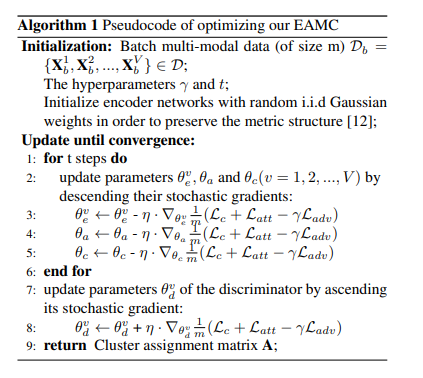 Algorithm 1 Pseudocode of optimizing our EAMC
Initialization: Batch multi-modal data (of size m) $\mathcal{D}_b =$
$\{\mathbf{X}_b^1, \mathbf{X}_b^2, ..., \mathbf{X}_b^V\} \in \mathcal{D}$;
The hyperparameters $\gamma$ and $t$;
Initialize encoder networks with random i.i.d Gaussian
weights in order to preserve the metric structure [12];
Update until convergence:
1: for t steps do
2: update parameters $\theta_e^v, \theta_a$ and $\theta_c(v = 1, 2, ..., V)$ by
descending their stochastic gradients:
3: $\theta_e^v \leftarrow \theta_e^v - \eta \cdot \nabla_{\theta_e^v} \frac{1}{m}(\mathcal{L}_c + \mathcal{L}_{att} - \gamma\mathcal{L}_{adv})$
4: $\theta_a \leftarrow \theta_a - \eta \cdot \nabla_{\theta_a} \frac{1}{m}(\mathcal{L}_c + \mathcal{L}_{att} - \gamma\mathcal{L}_{adv})$
5: $\theta_c \leftarrow \theta_c - \eta \cdot \nabla_{\theta_c} \frac{1}{m}(\mathcal{L}_c + \mathcal{L}_{att} - \gamma\mathcal{L}_{adv})$
6: end for
7: update parameters $\theta_d^v$ of the discriminator by ascending
its stochastic gradient:
8: $\theta_d^v \leftarrow \theta_d^v + \eta \cdot \nabla_{\theta_d^v} \frac{1}{m}(\mathcal{L}_c + \mathcal{L}_{att} - \gamma\mathcal{L}_{adv})$
9: return Cluster assignment matrix $\mathbf{A}$;